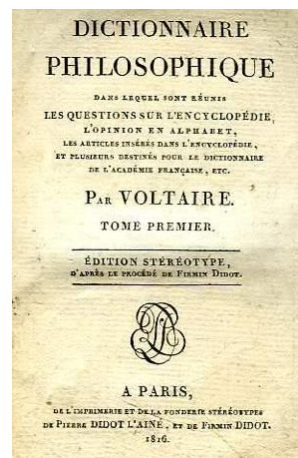 DICTIONNAIRE
PHILOSOPHIQUE
DANS LEQUEL SONT RÉUNIS
LES QUESTIONS SUR L'ENCYCLOPÉDIE,
L'OPINION EN ALPHABET,
LES ARTICLES INSÉRÉS DANS L'ENCYCLOPÉDIE,
ET PLUSIEURS DESTINÉS POUR LE DICTIONNAIRE
DE L'ACADÉMIE FRANÇAISE, ETC.
PAR VOLTAIRE.
TOME PREMIER.
ÉDITION STÉRÉOTYPE,
D'APRÈS LE PROCÉDÉ DE FIRMIN DIDOT.
A PARIS,
DE L'IMPRIMERIE ET DE LA FONDERIE STÉRÉOTYPES
DE PIERRE DIDOT L'AINÉ, ET DE FIRMIN DIDOT.
1816.